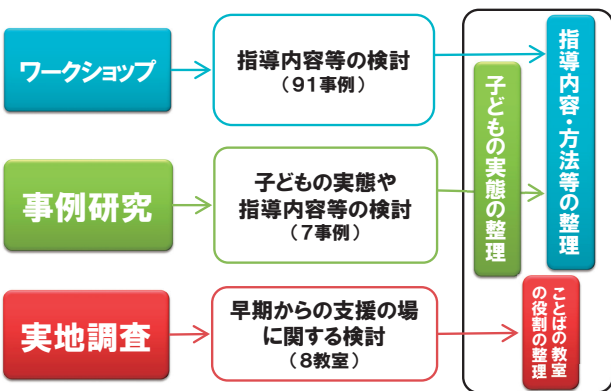 ワークショップ
指導内容等の検討
（91事例）
事例研究
子どもの実態や
指導内容等の検討
（7事例）
実地調査
早期からの支援の場
に関する検討
（8教室）
子どもの実態の整理
指導内容・方法等の整理
ことばの教室
の役割の整理